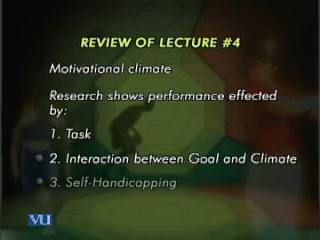 REVIEW OF LECTURE #4
Motivational climate
Research shows performance effected
by:
1. Task
2. Interaction between Goal and Climate
3. Self-Handicapping
VU